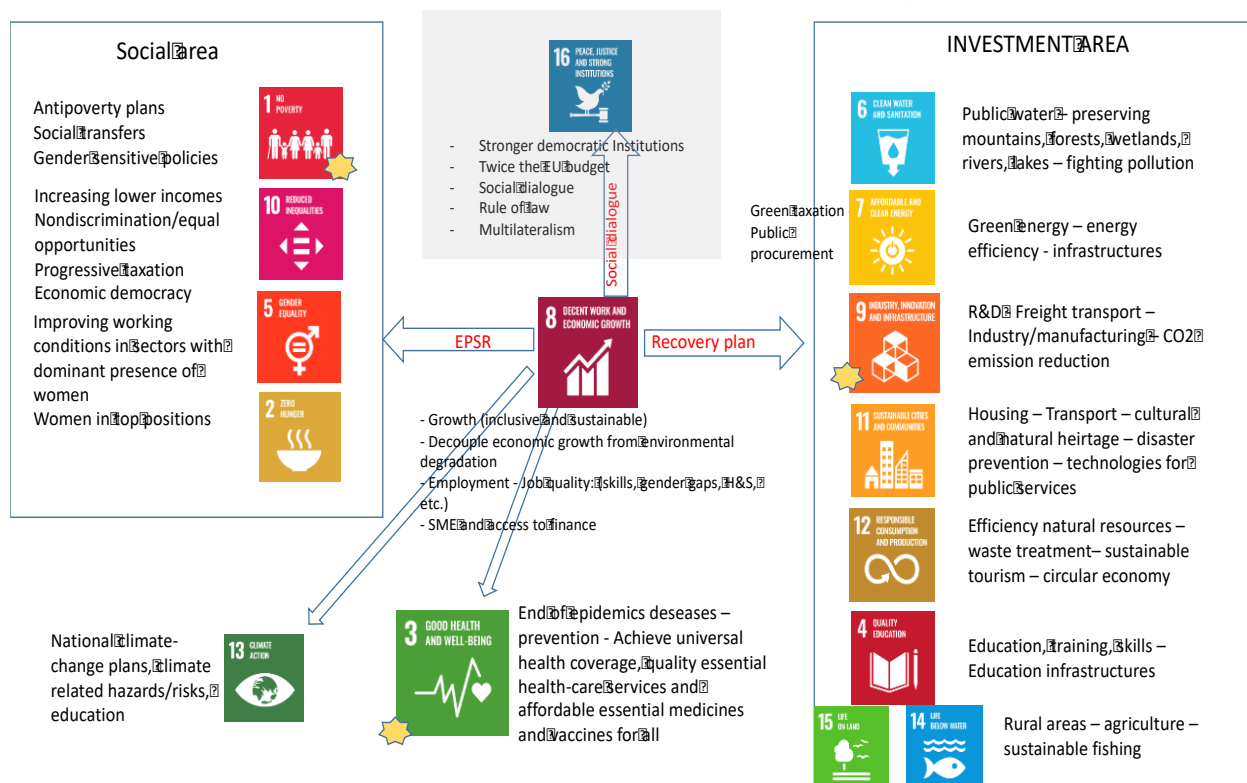 Social area
Antipoverty plans
Social transfers
Gender sensitive policies
1 NO
POVERTY
Increasing lower incomes
Nondiscrimination/equal
opportunities
Progressive taxation
Economic democracy
10 REDUCED
INEQUALITIES
Improving working
conditions in sectors with
dominant presence of
women
Women in top positions
5 GENDER
EQUALITY
2 ZERO
HUNGER
16 PEACE, JUSTICE
AND STRONG
INSTITUTIONS
- Stronger democratic Institutions
- Twice the EU budget
- Social dialogue
- Rule of law
- Multilateralism
Social dialogue
EPSR
8 DECENT WORK AND
ECONOMIC GROWTH
Recovery plan
- Growth (inclusive and sustainable)
- Decouple economic growth from environmental
degradation
- Employment - Job quality: (skills, gender gaps, H&S,
etc.)
- SME and access to finance
Green taxation
Public
procurement
INVESTMENT AREA
6 CLEAN WATER
AND SANITATION
Public water – preserving
mountains, forests, wetlands,
rivers, lakes – fighting pollution
7 AFFORDABLE AND
CLEAN ENERGY
Green energy – energy
efficiency - infrastructures
9 INDUSTRY, INNOVATION
AND INFRASTRUCTURE
R&D Freight transport –
Industry/manufacturing – CO2
emission reduction
11 SUSTAINABLE CITIES
AND COMMUNITIES
Housing – Transport – cultural
and natural heirtage – disaster
prevention – technologies for
public services
12 RESPONSIBLE
CONSUMPTION
AND PRODUCTION
Efficiency natural resources –
waste treatment– sustainable
tourism – circular economy
4 QUALITY
EDUCATION
Education, training, skills –
Education infrastructures
15 LIFE
ON LAND
14 LIFE
BELOW WATER
Rural areas – agriculture –
sustainable fishing
National climate-
change plans, climate
related hazards/risks,
education
13 CLIMATE
ACTION
3 GOOD HEALTH
AND WELL-BEING
End of epidemics deseases –
prevention - Achieve universal
health coverage, quality essential
health-care services and
affordable essential medicines
and vaccines for all